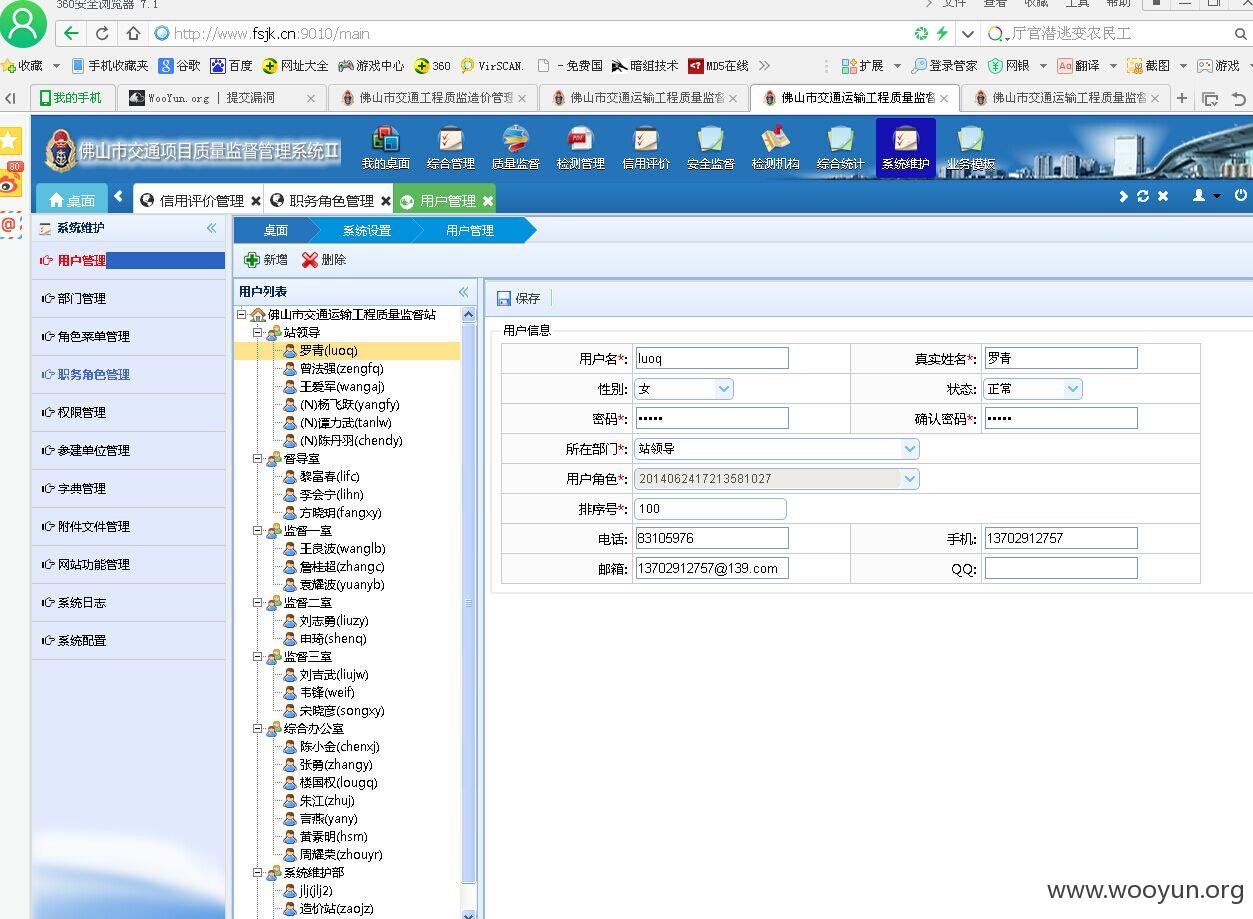 360安全浏览器 7.1
文件 查看 收藏 工具 帮助
http://www.fsjk.cn:9010/main
厅官潜逃变农民工
收藏 手机收藏夹 谷歌 百度 网址大全 游戏中心 360 VirSCAN. - 免费国 暗组技术 MD5在线 扩展 登录管家 网银 翻译 截图 游戏
我的手机 WooYun.org | 提交漏洞 佛山市交通工程质监造价管理 佛山市交通运输工程质量监督 佛山市交通运输工程质量监督 佛山市交通运输工程质量监督
佛山市交通项目质量监督管理系统II
我的桌面 综合管理 质量监督 检测管理 信用评价 安全监督 检测机构 综合统计 系统维护 业务模板
桌面 信用评价管理 职务角色管理 用户管理
系统维护
用户管理
部门管理
角色菜单管理
职务角色管理
权限管理
参建单位管理
字典管理
附件文件管理
网站功能管理
系统日志
系统配置
桌面 系统设置 用户管理
新增 删除
用户列表
佛山市交通运输工程质量监督站
站领导
罗青(luoq)
曾法强(zengfq)
王爱军(wangaj)
(N)杨飞跃(yangfy)
(N)谭力武(tanlw)
(N)陈丹羽(chendy)
督导室
黎富春(lifc)
李会宁(lihn)
方晓玥(fangxy)
监督一室
王良波(wanglb)
詹桂超(zhangc)
袁耀波(yuanyb)
监督二室
刘志勇(liuzy)
申琦(shenq)
监督三室
刘吉武(liujw)
韦锋(weif)
宋晓彦(songxy)
综合办公室
陈小金(chenxj)
张勇(zhangy)
楼国权(lougq)
朱江(zhuj)
言燕(yany)
黄素明(hsm)
周耀荣(zhouyr)
系统维护部
jlj(jlj2)
造价站(zaojz)
保存
用户信息
用户名*: luoq 真实姓名*: 罗青
性别: 女 状态: 正常
密码*: ••••• 确认密码*: •••••
所在部门*: 站领导
用户角色*: 2014062417213581027
排序号*: 100
电话: 83105976 手机: 13702912757
邮箱: 13702912757@139.com QQ:
80
www.wooyun.org